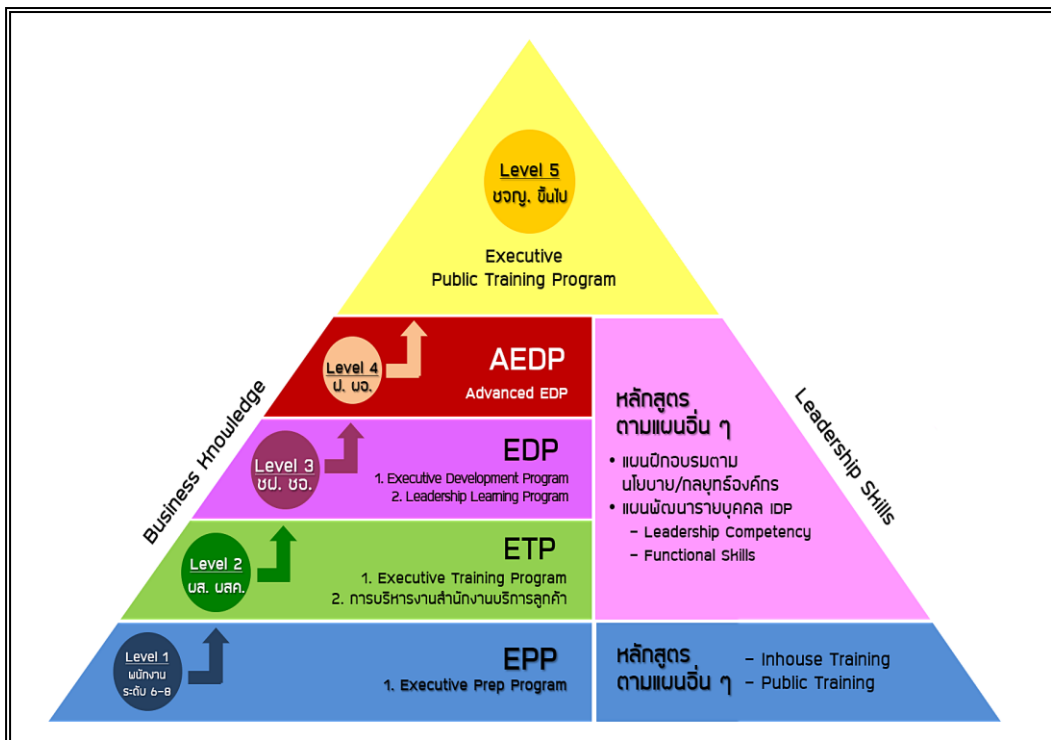 Level 5
ชจญ. ขึ้นไป
Executive
Public Training Program
Business Knowledge
Leadership Skills
Level 4
ป. นอ.
AEDP
Advanced EDP
Level 3
ชฝ. ชอ.
EDP
1. Executive Development Program
2. Leadership Learning Program
Level 2
บส. บสค.
ETP
1. Executive Training Program
2. การบริหารงานสำนักงานบริการลูกค้า
หลักสูตร
ตามแผนอื่น ๆ
• แผนฝึกอบรมตาม
นโยบาย/กลยุทธ์องค์กร
• แผนพัฒนารายบุคคล IDP
– Leadership Competency
– Functional Skills
Level 1
พนักงาน
ระดับ 6-8
EPP
1. Executive Prep Program
หลักสูตร
ตามแผนอื่น ๆ
– Inhouse Training
– Public Training